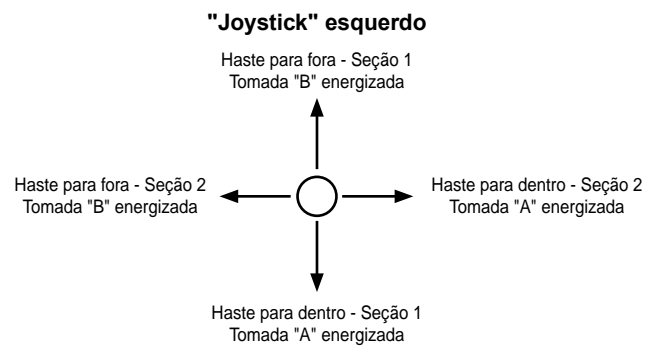 "Joystick" esquerdo
Haste para fora - Seção 1
Tomada "B" energizada
Haste para fora - Seção 2
Tomada "B" energizada
Haste para dentro - Seção 2
Tomada "A" energizada
Haste para dentro - Seção 1
Tomada "A" energizada